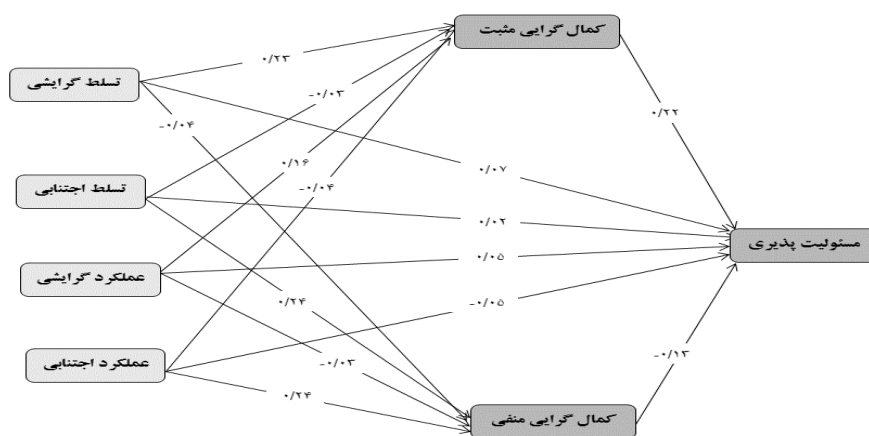 کمال گرایی مثبت
۰/۲۳
تسلط گرایشی
-۰/۰۳
۰/۲۲
-۰/۰۴
۰/۱۶
۰/۰۷
-۰/۰۴
تسلط اجتنابی
۰/۰۲
مسئولیت پذیری
عملکرد گرایشی
۰/۰۵
۰/۲۴
-۰/۰۵
عملکرد اجتنابی
-۰/۰۳
-۰/۱۳
۰/۲۴
کمال گرایی منفی